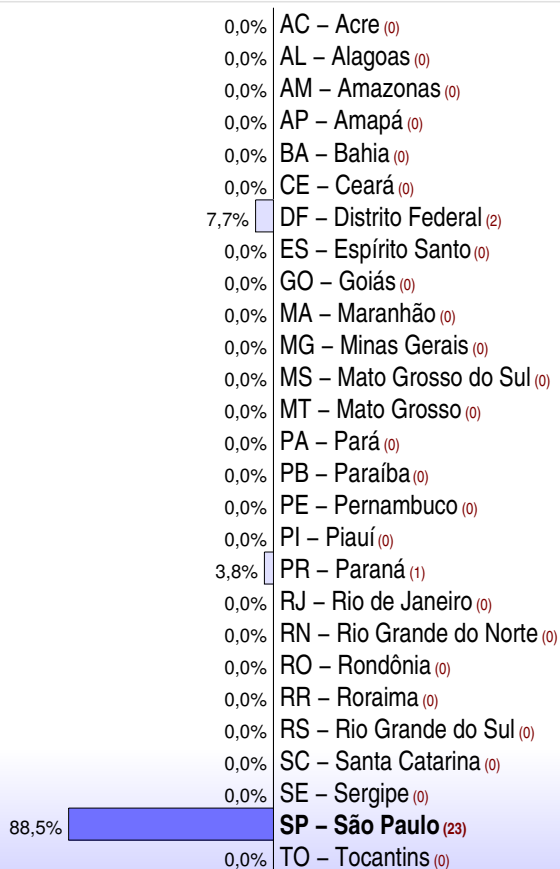 0,0% AC – Acre (0)
0,0% AL – Alagoas (0)
0,0% AM – Amazonas (0)
0,0% AP – Amapá (0)
0,0% BA – Bahia (0)
0,0% CE – Ceará (0)
7,7% DF – Distrito Federal (2)
0,0% ES – Espírito Santo (0)
0,0% GO – Goiás (0)
0,0% MA – Maranhão (0)
0,0% MG – Minas Gerais (0)
0,0% MS – Mato Grosso do Sul (0)
0,0% MT – Mato Grosso (0)
0,0% PA – Pará (0)
0,0% PB – Paraíba (0)
0,0% PE – Pernambuco (0)
0,0% PI – Piauí (0)
3,8% PR – Paraná (1)
0,0% RJ – Rio de Janeiro (0)
0,0% RN – Rio Grande do Norte (0)
0,0% RO – Rondônia (0)
0,0% RR – Roraima (0)
0,0% RS – Rio Grande do Sul (0)
0,0% SC – Santa Catarina (0)
0,0% SE – Sergipe (0)
88,5% SP – São Paulo (23)
0,0% TO – Tocantins (0)